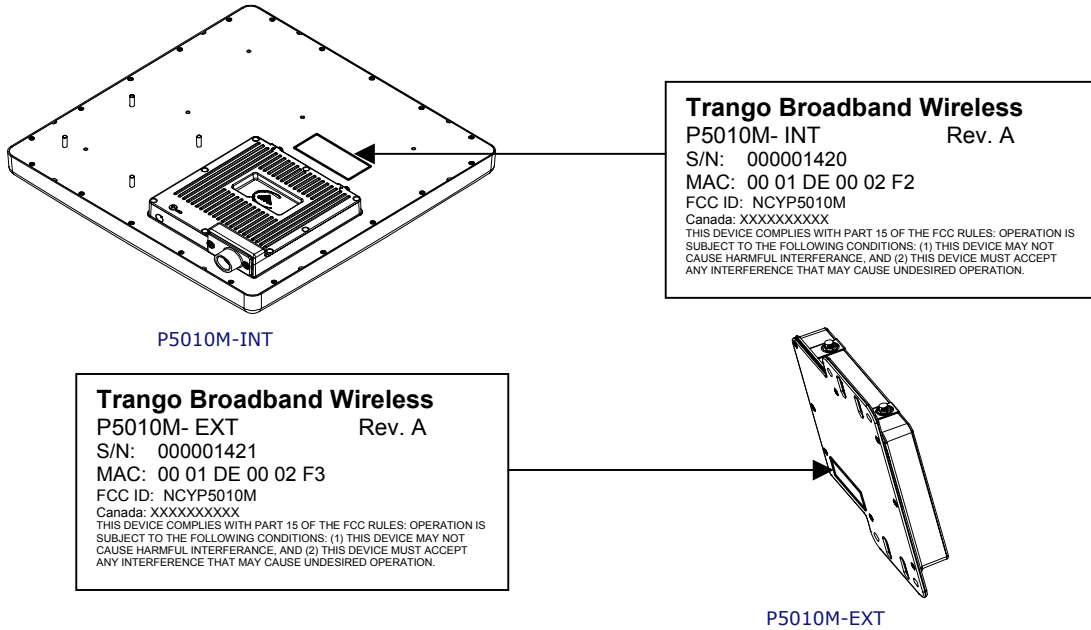 Trango Broadband Wireless
P5010M- INT Rev. A
S/N: 000001420
MAC: 00 01 DE 00 02 F2
FCC ID: NCYP5010M
Canada: XXXXXXXXXX
THIS DEVICE COMPLIES WITH PART 15 OF THE FCC RULES: OPERATION IS
SUBJECT TO THE FOLLOWING CONDITIONS: (1) THIS DEVICE MAY NOT
CAUSE HARMFUL INTERFERANCE, AND (2) THIS DEVICE MUST ACCEPT
ANY INTERFERENCE THAT MAY CAUSE UNDESIRED OPERATION.
P5010M-INT
Trango Broadband Wireless
P5010M- EXT Rev. A
S/N: 000001421
MAC: 00 01 DE 00 02 F3
FCC ID: NCYP5010M
Canada: XXXXXXXXXX
THIS DEVICE COMPLIES WITH PART 15 OF THE FCC RULES: OPERATION IS
SUBJECT TO THE FOLLOWING CONDITIONS: (1) THIS DEVICE MAY NOT
CAUSE HARMFUL INTERFERANCE, AND (2) THIS DEVICE MUST ACCEPT
ANY INTERFERENCE THAT MAY CAUSE UNDESIRED OPERATION.
P5010M-EXT